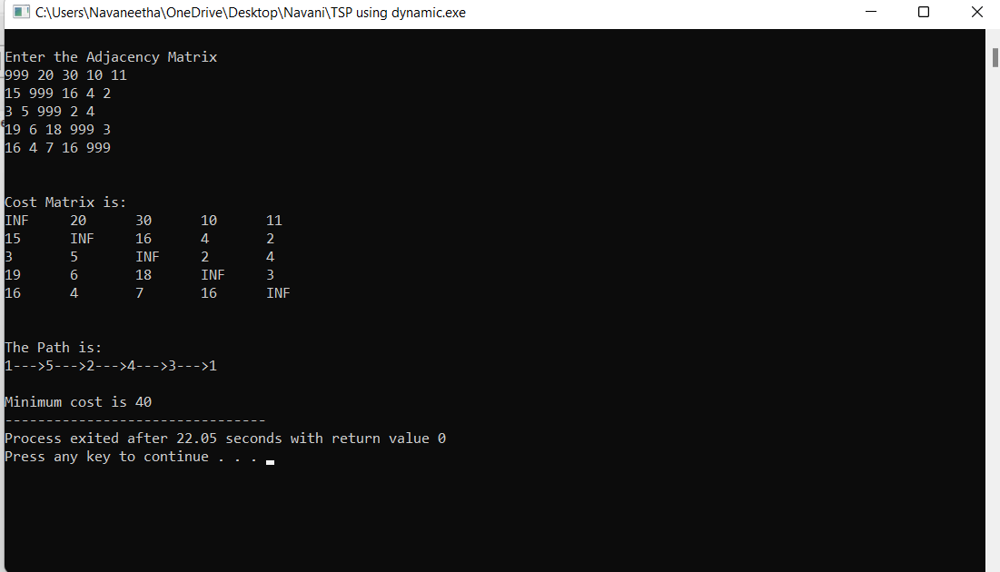 C:\Users\Navaneetha\OneDrive\Desktop\Navani\TSP using dynamic.exe
Enter the Adjacency Matrix
999 20 30 10 11
15 999 16 4 2
3 5 999 2 4
19 6 18 999 3
16 4 7 16 999
Cost Matrix is:
INF 20 30 10 11
15 INF 16 4 2
3 5 INF 2 4
19 6 18 INF 3
16 4 7 16 INF
The Path is:
1--->5--->2--->4--->3--->1
Minimum cost is 40
--------------------------------
Process exited after 22.05 seconds with return value 0
Press any key to continue . . .